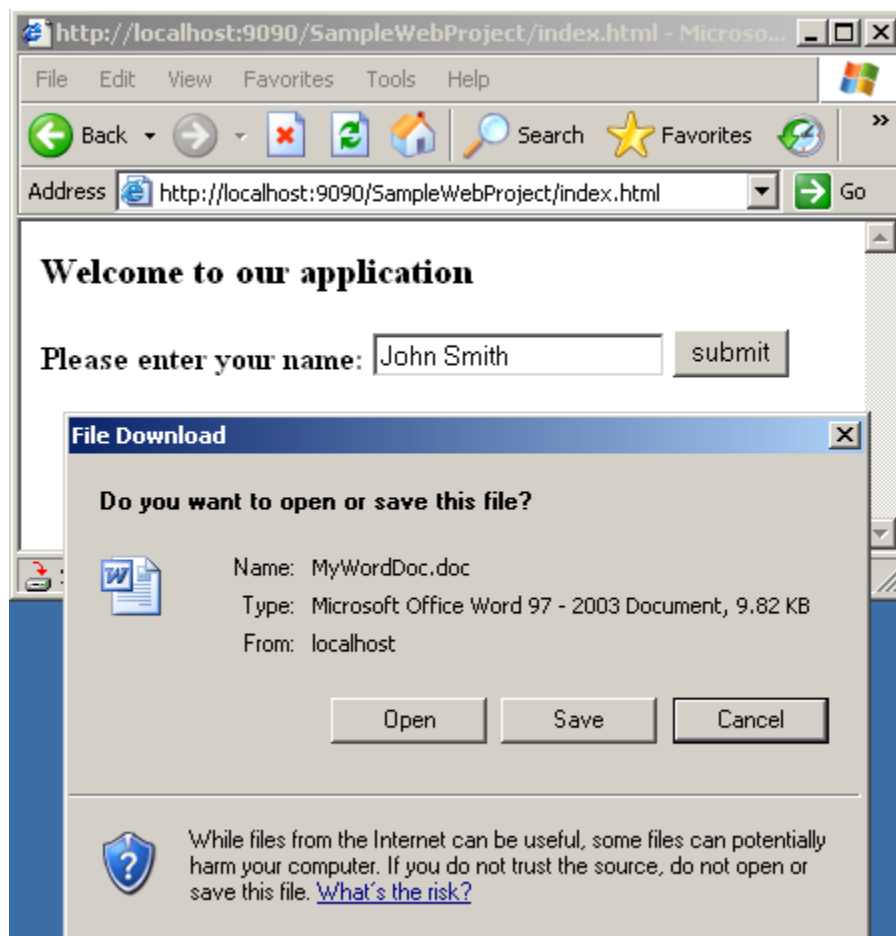 http://localhost:9090/SampleWebProject/index.html - Microso...
File Edit View Favorites Tools Help
Back Search Favorites »
Address http://localhost:9090/SampleWebProject/index.html Go
Welcome to our application
Please enter your name: John Smith submit
File Download
Do you want to open or save this file?
Name: MyWordDoc.doc
Type: Microsoft Office Word 97 - 2003 Document, 9.82 KB
From: localhost
Open Save Cancel
While files from the Internet can be useful, some files can potentially
harm your computer. If you do not trust the source, do not open or
save this file. What's the risk?